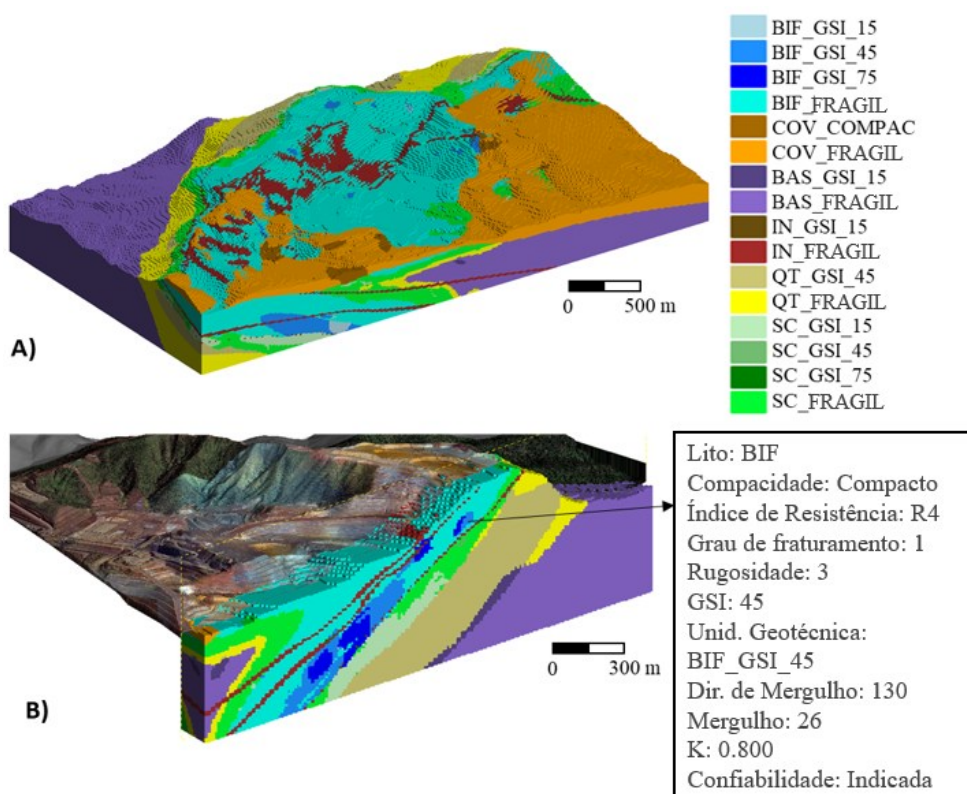 BIF_GSI_15
BIF_GSI_45
BIF_GSI_75
BIF_FRAGIL
COV_COMPAC
COV_FRAGIL
BAS_GSI_15
BAS_FRAGIL
IN_GSI_15
IN_FRAGIL
QT_GSI_45
QT_FRAGIL
SC_GSI_15
SC_GSI_45
SC_GSI_75
SC_FRAGIL
0 500 m
A)
Lito: BIF
Compacidade: Compacto
Índice de Resistência: R4
Grau de fraturamento: 1
Rugosidade: 3
GSI: 45
Unid. Geotécnica:
BIF_GSI_45
Dir. de Mergulho: 130
Mergulho: 26
K: 0.800
Confiabilidade: Indicada
0 300 m
B)